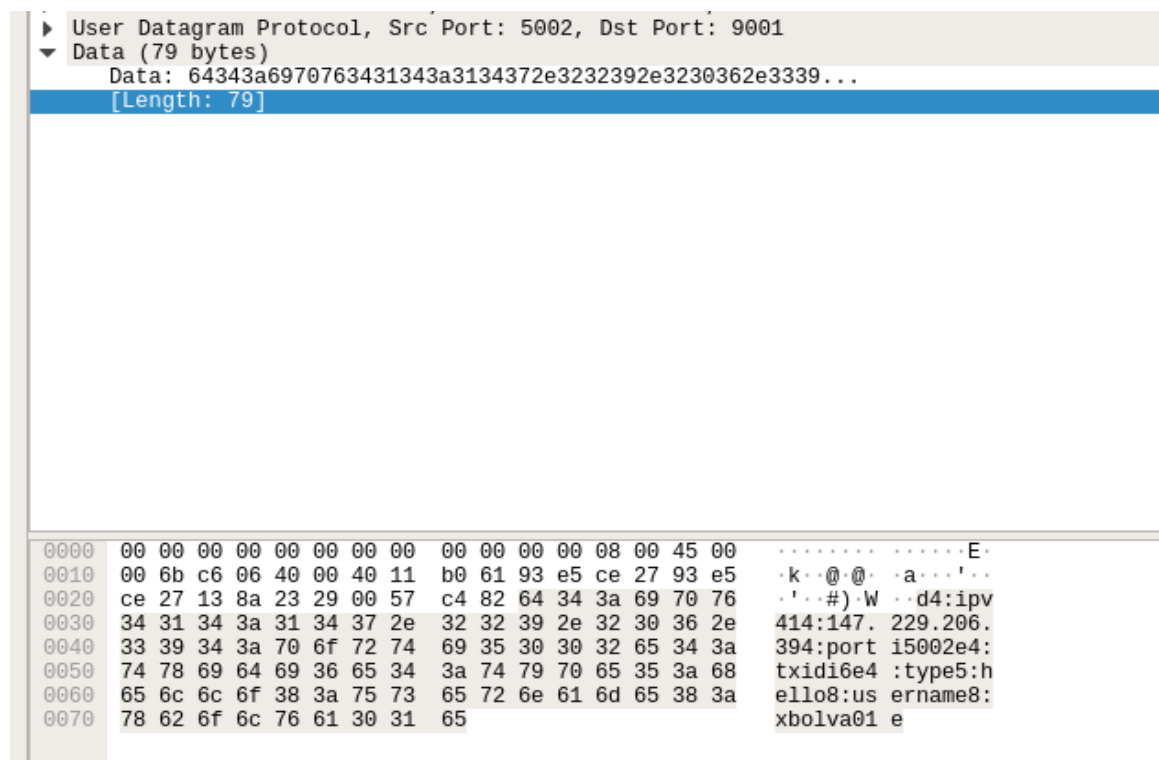 User Datagram Protocol, Src Port: 5002, Dst Port: 9001
Data (79 bytes)
Data: 64343a6970763431343a3134372e3232392e3230362e3339...
[Length: 79]
0000 00 00 00 00 00 00 00 00 00 00 00 00 08 00 45 00 ········ ······E·
0010 00 6b c6 06 40 00 40 11 b0 61 93 e5 ce 27 93 e5 ·k··@·@· ·a···'··
0020 ce 27 13 8a 23 29 00 57 c4 82 64 34 3a 69 70 76 ·'··#)·W ··d4:ipv
0030 34 31 34 3a 31 34 37 2e 32 32 39 2e 32 30 36 2e 414:147. 229.206.
0040 33 39 34 3a 70 6f 72 74 69 35 30 30 32 65 34 3a 394:port i5002e4:
0050 74 78 69 64 69 36 65 34 3a 74 79 70 65 35 3a 68 txidi6e4 :type5:h
0060 65 6c 6c 6f 38 3a 75 73 65 72 6e 61 6d 65 38 3a ello8:us ername8:
0070 78 62 6f 6c 76 61 30 31 65 xbolva01 e